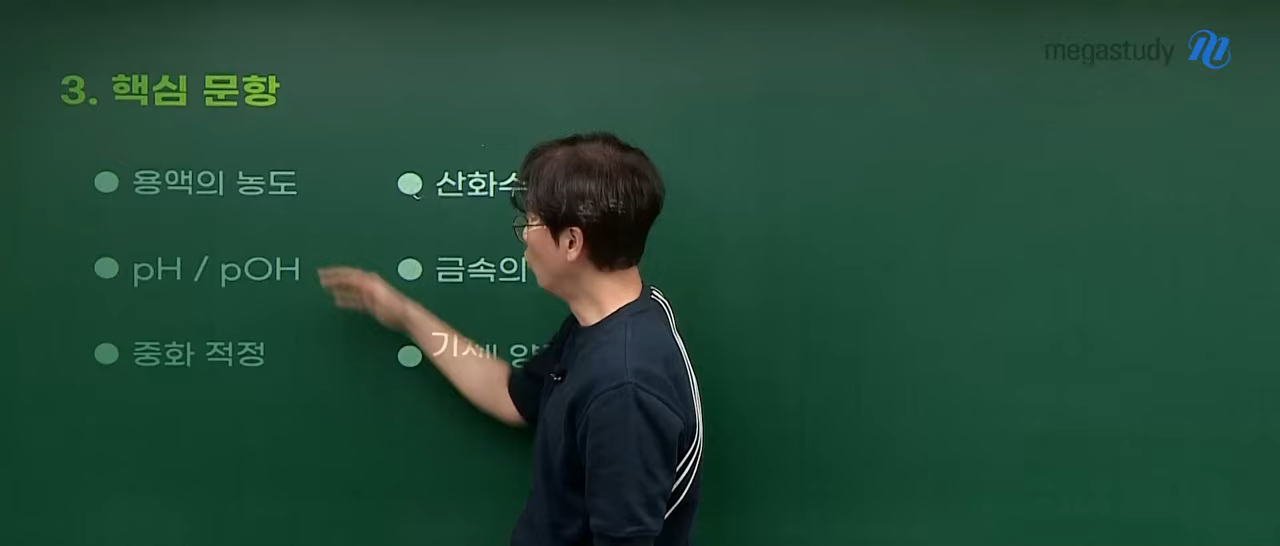 megastudy
3. 핵심 문항
용액의 농도
pH / pOH
중화 적정
산화수
금속의